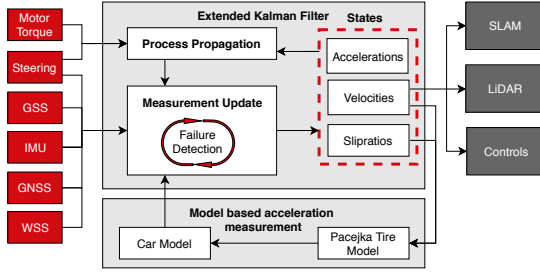 Motor
Torque
Steering
GSS
IMU
GNSS
WSS
Extended Kalman Filter
Process Propagation
Measurement Update
Failure
Detection
States
Accelerations
Velocities
Slipratios
Model based acceleration
measurement
Car Model
Pacejka Tire
Model
SLAM
LiDAR
Controls